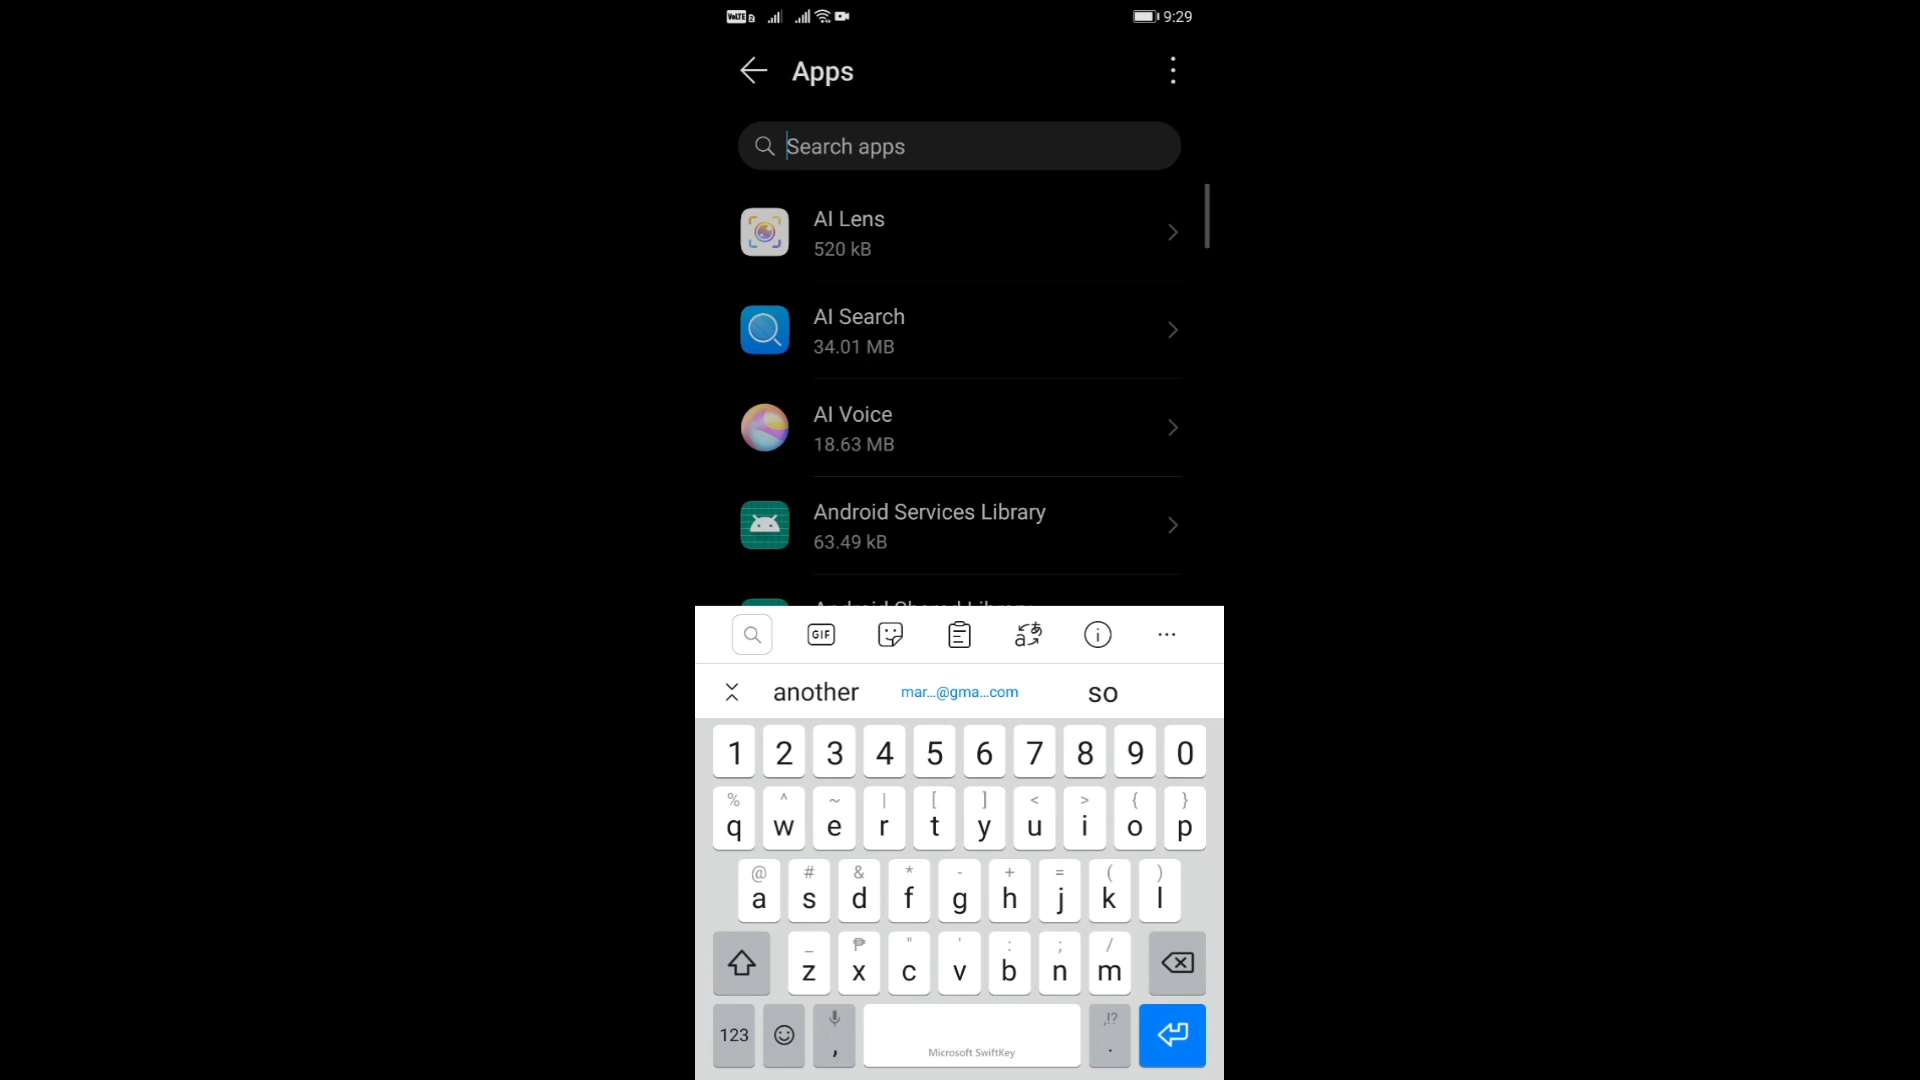 VoLTE 2 9:29
Apps
Search apps
AI Lens
520 kB
AI Search
34.01 MB
AI Voice
18.63 MB
Android Services Library
63.49 kB
Android Shared Library
GIF
another mar...@gma...com so
1 2 3 4 5 6 7 8 9 0
% ^ ~ | [ ] < > { }
q w e r t y u i o p
@ # & * - + = ( )
a s d f g h j k l
_ ₱ " ' : ; /
z x c v b n m
123 , ,!? .
Microsoft SwiftKey